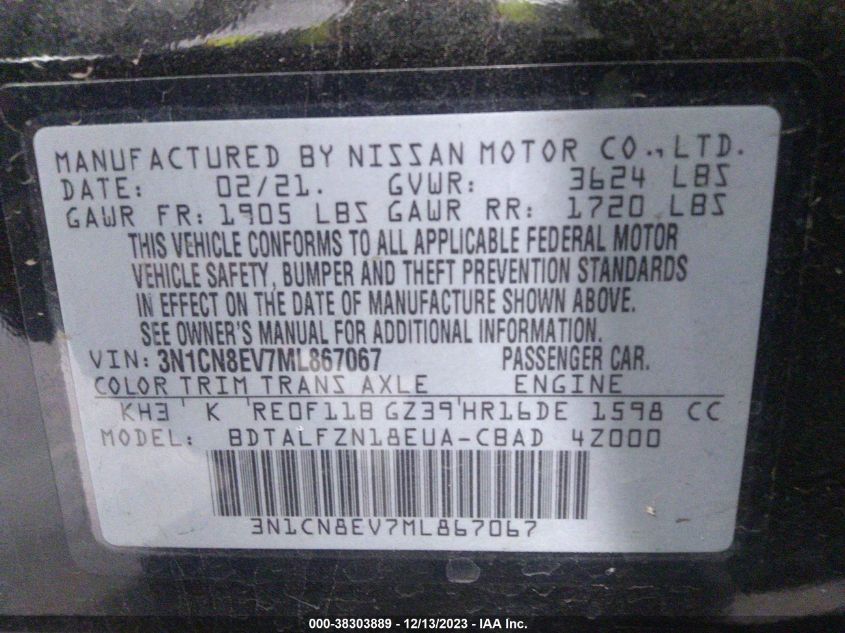 MANUFACTURED BY NISSAN MOTOR CO., LTD.
DATE: 02/21. GVWR: 3624 LBS
GAWR FR: 1905 LBS GAWR RR: 1720 LBS
THIS VEHICLE CONFORMS TO ALL APPLICABLE FEDERAL MOTOR
VEHICLE SAFETY, BUMPER AND THEFT PREVENTION STANDARDS
IN EFFECT ON THE DATE OF MANUFACTURE SHOWN ABOVE.
SEE OWNER'S MANUAL FOR ADDITIONAL INFORMATION.
VIN: 3N1CN8EV7ML867067 PASSENGER CAR.
COLOR TRIM TRANS AXLE ENGINE
KH3 K RE0F11B GZ39 HR16DE 1598 CC
MODEL: BDTALFZN18EUA-CBAD 4Z000
3N1CN8EV7ML867067
000-38303889 - 12/13/2023 - IAA Inc.